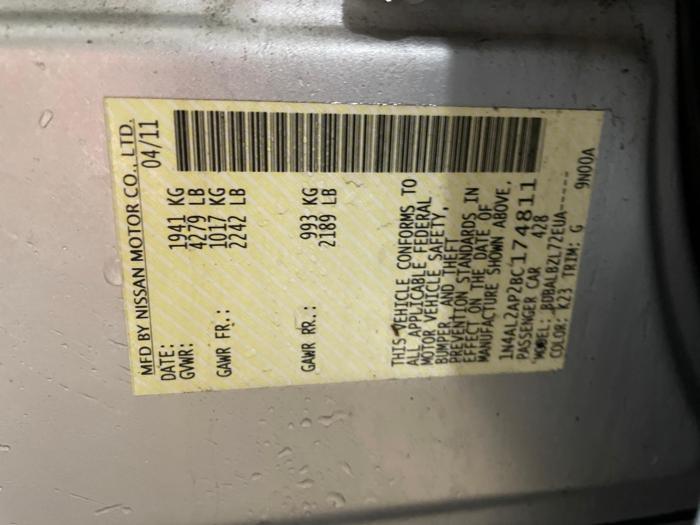 MFD BY NISSAN MOTOR CO., LTD.
DATE: 04/11
GVWR: 1941 KG
4279 LB
GAWR FR.: 1017 KG
2242 LB
GAWR RR.: 993 KG
2189 LB
THIS VEHICLE CONFORMS TO
ALL APPLICABLE FEDERAL
MOTOR VEHICLE SAFETY,
BUMPER, AND THEFT
PREVENTION STANDARDS IN
EFFECT ON THE DATE OF
MANUFACTURE SHOWN ABOVE.
1N4AL2AP2BC174811
PASSENGER CAR 428
MODEL: BDBALBZL72EUA-----
COLOR: K23 TRIM: G 9N00A